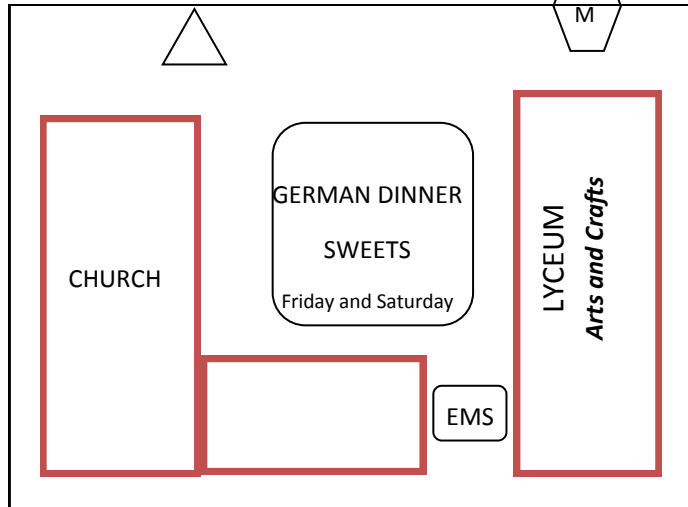 M
GERMAN DINNER
SWEETS
Friday and Saturday
CHURCH
LYCEUM
Arts and Crafts
EMS